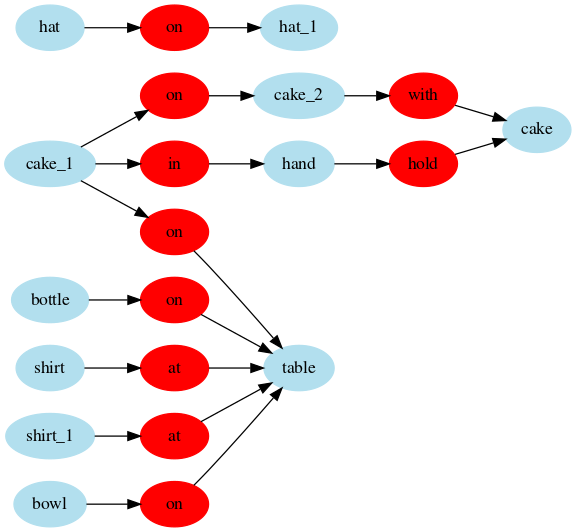 hat on hat_1
on cake_2 with
cake
cake_1 in hand hold
on
bottle on
shirt at table
shirt_1 at
bowl on